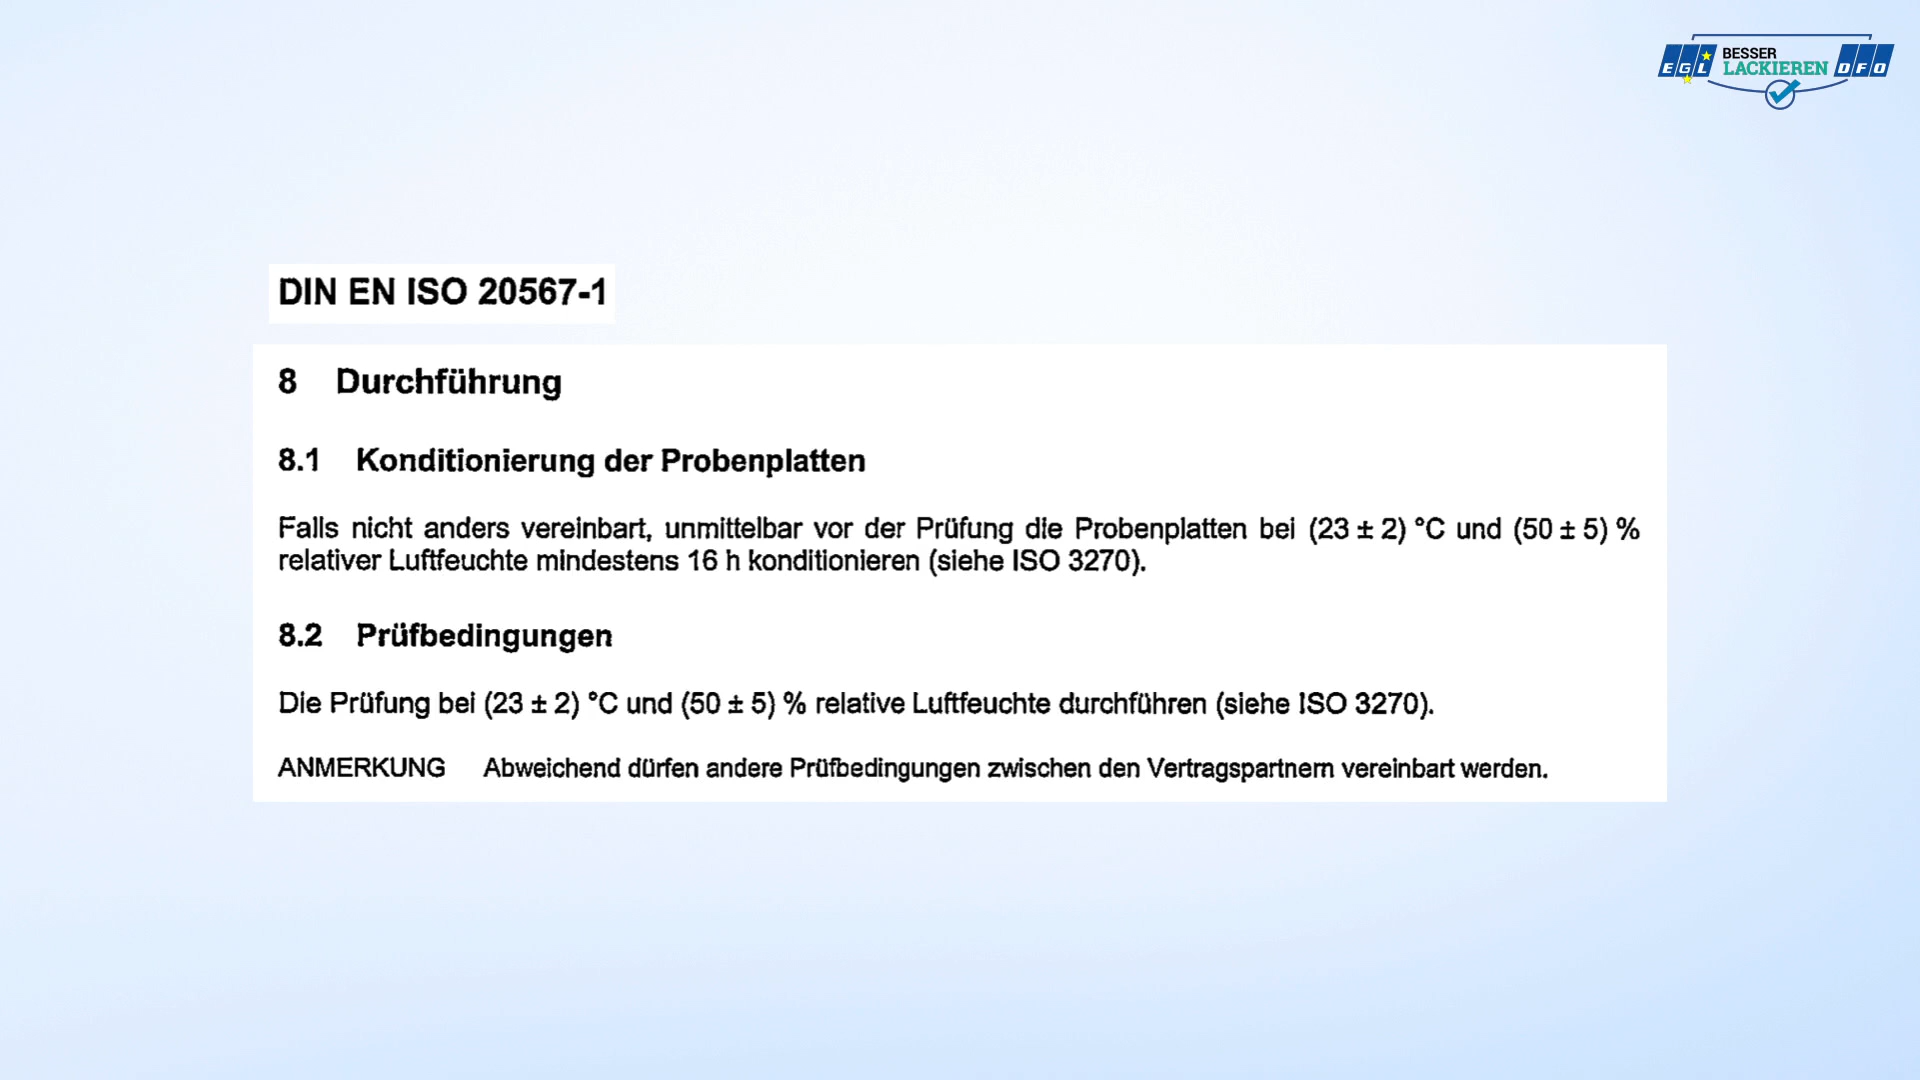 EGL BESSER LACKIEREN DFO
DIN EN ISO 20567-1
8 Durchführung
8.1 Konditionierung der Probenplatten
Falls nicht anders vereinbart, unmittelbar vor der Prüfung die Probenplatten bei (23 ± 2) °C und (50 ± 5) %
relativer Luftfeuchte mindestens 16 h konditionieren (siehe ISO 3270).
8.2 Prüfbedingungen
Die Prüfung bei (23 ± 2) °C und (50 ± 5) % relative Luftfeuchte durchführen (siehe ISO 3270).
ANMERKUNG Abweichend dürfen andere Prüfbedingungen zwischen den Vertragspartnern vereinbart werden.